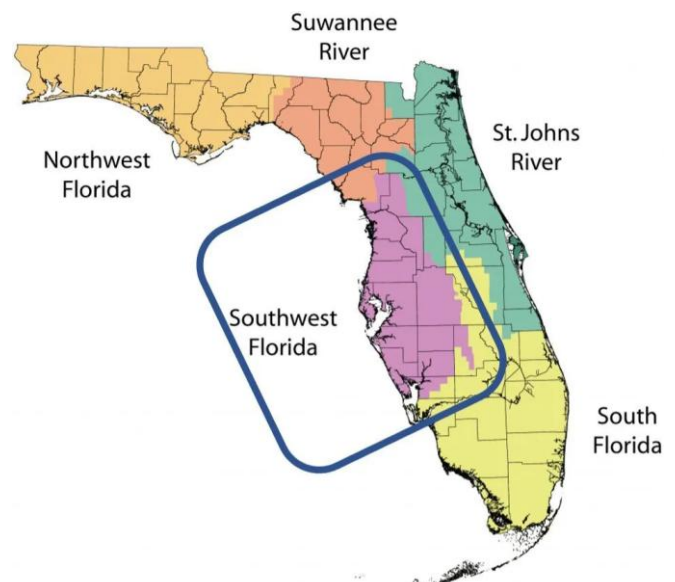 Suwannee
River
St. Johns
River
Northwest
Florida
Southwest
Florida
South
Florida